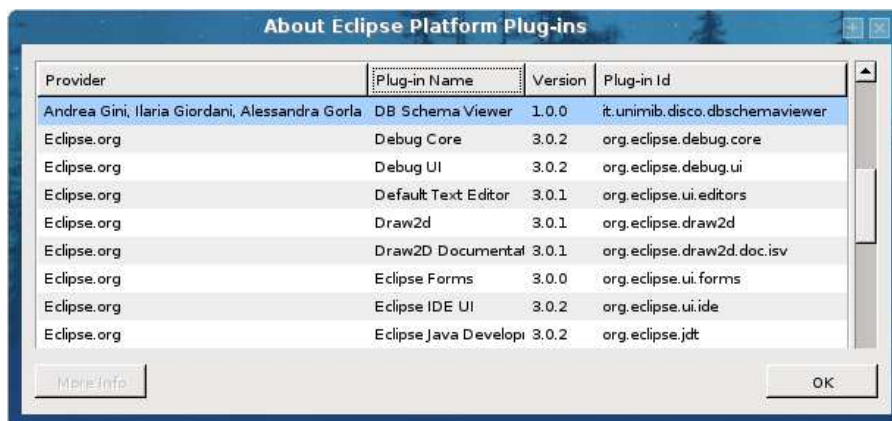 About Eclipse Platform Plug-ins
Provider Plug-in Name Version Plug-in Id
Andrea Gini, Ilaria Giordani, Alessandra Gorla DB Schema Viewer 1.0.0 it.unimib.disco.dbschemaviewer
Eclipse.org Debug Core 3.0.2 org.eclipse.debug.core
Eclipse.org Debug UI 3.0.2 org.eclipse.debug.ui
Eclipse.org Default Text Editor 3.0.1 org.eclipse.ui.editors
Eclipse.org Draw2d 3.0.1 org.eclipse.draw2d
Eclipse.org Draw2D Documentat 3.0.1 org.eclipse.draw2d.doc.isv
Eclipse.org Eclipse Forms 3.0.0 org.eclipse.ui.forms
Eclipse.org Eclipse IDE UI 3.0.2 org.eclipse.ui.ide
Eclipse.org Eclipse Java Developı 3.0.2 org.eclipse.jdt
More Info OK